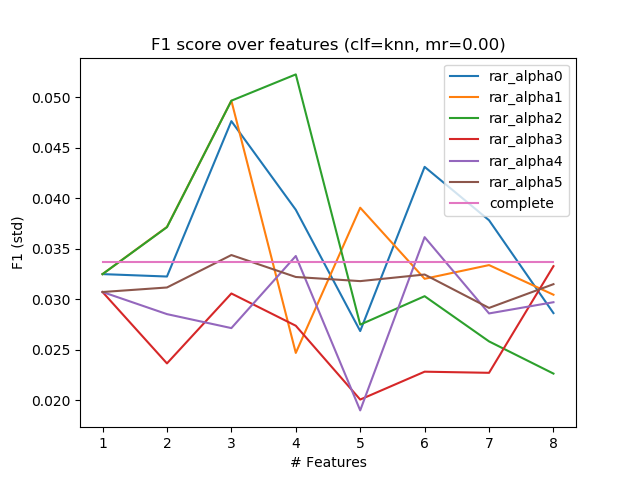 F1 score over features (clf=knn, mr=0.00)
rar_alpha0
rar_alpha1
rar_alpha2
rar_alpha3
rar_alpha4
rar_alpha5
complete
F1 (std)
0.050
0.045
0.040
0.035
0.030
0.025
0.020
1 2 3 4 5 6 7 8
# Features